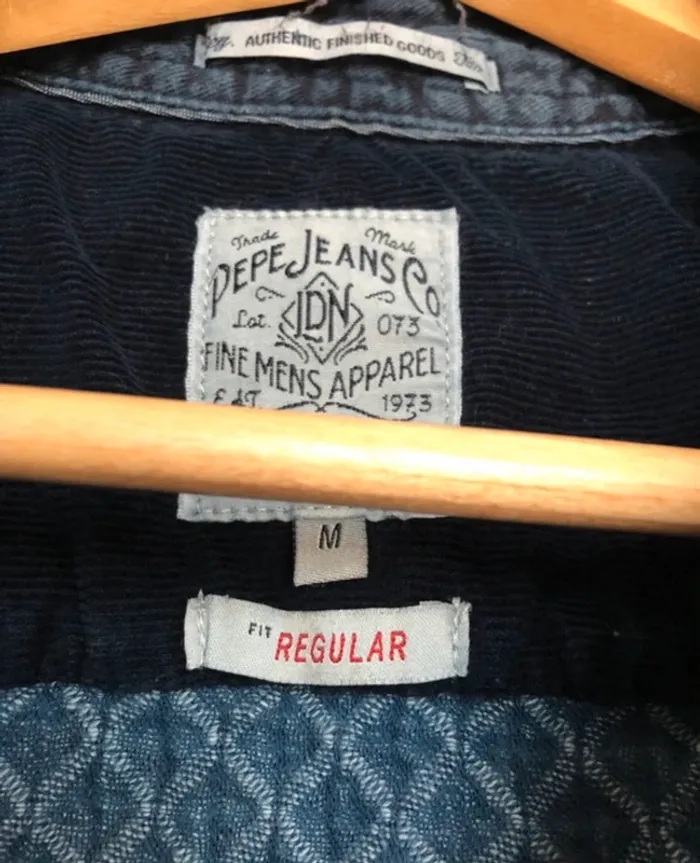 AUTHENTIC FINISHED GOODS
Trade Mark
PEPE JEANS Co
LDN
Lot. 073
FINE MENS APPAREL
Est 1973
M
FIT REGULAR